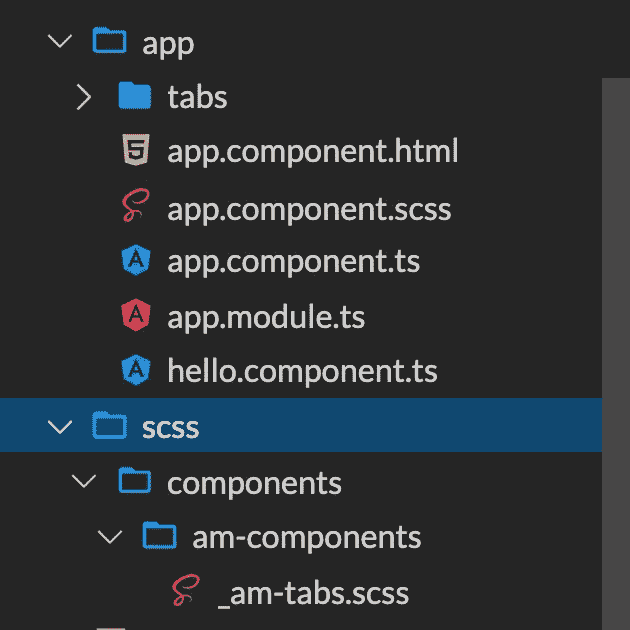 app
tabs
app.component.html
app.component.scss
app.component.ts
app.module.ts
hello.component.ts
scss
components
am-components
_am-tabs.scss